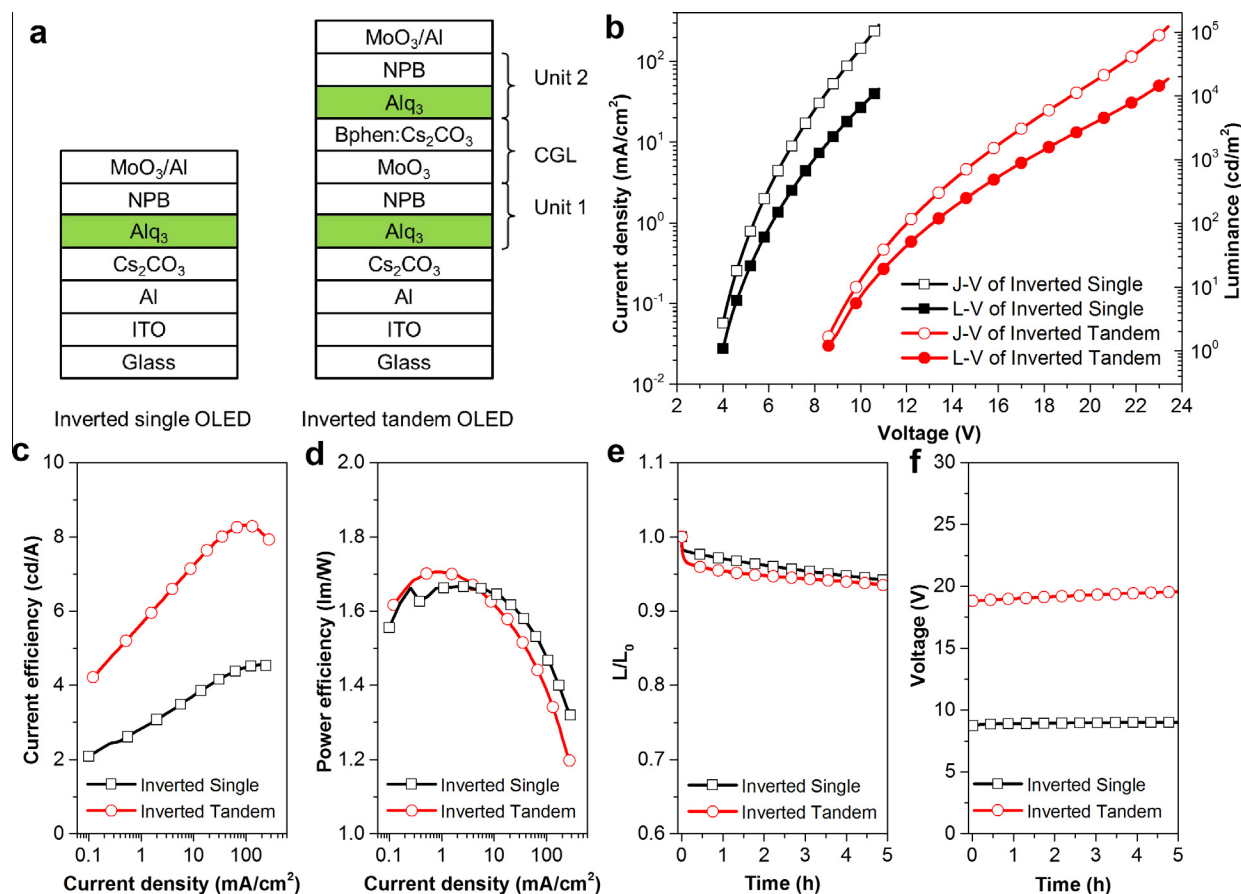 a
MoO₃/Al
NPB
Alq₃
Cs₂CO₃
Al
ITO
Glass
Inverted single OLED
MoO₃/Al
NPB
Alq₃
Bphen:Cs₂CO₃
MoO₃
NPB
Alq₃
Cs₂CO₃
Al
ITO
Glass
Unit 2
CGL
Unit 1
Inverted tandem OLED
b
Current density (mA/cm²)
10²
10¹
10⁰
10⁻¹
10⁻²
2 4 6 8 10 12 14 16 18 20 22 24
Voltage (V)
10⁵
10⁴
10³
10²
10¹
10⁰
Luminance (cd/m²)
J-V of Inverted Single
L-V of Inverted Single
J-V of Inverted Tandem
L-V of Inverted Tandem
c
Current efficiency (cd/A)
10
8
6
4
2
0
Inverted Single
Inverted Tandem
0.1 1 10 100
Current density (mA/cm²)
d
Power efficiency (lm/W)
2.0
1.8
1.6
1.4
1.2
1.0
Inverted Single
Inverted Tandem
0.1 1 10 100
Current density (mA/cm²)
e
L/L₀
1.1
1.0
0.9
0.8
0.7
0.6
Inverted Single
Inverted Tandem
0 1 2 3 4 5
Time (h)
f
Voltage (V)
30
25
20
15
10
5
0
Inverted Single
Inverted Tandem
0 1 2 3 4 5
Time (h)